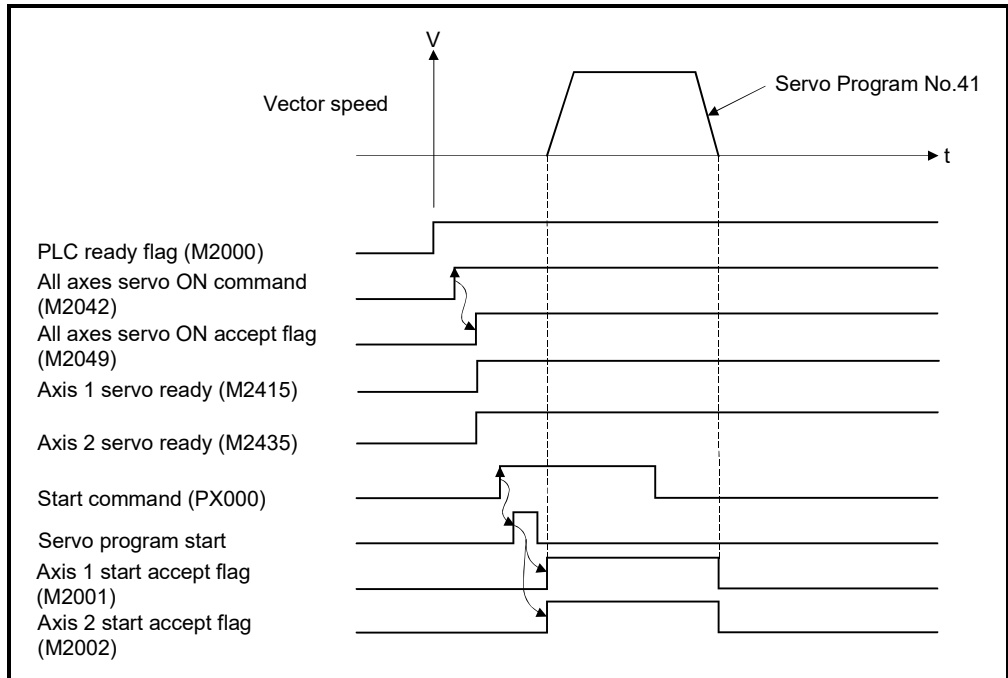 V
Servo Program No.41
Vector speed
t
PLC ready flag (M2000)
All axes servo ON command
(M2042)
All axes servo ON accept flag
(M2049)
Axis 1 servo ready (M2415)
Axis 2 servo ready (M2435)
Start command (PX000)
Servo program start
Axis 1 start accept flag
(M2001)
Axis 2 start accept flag
(M2002)